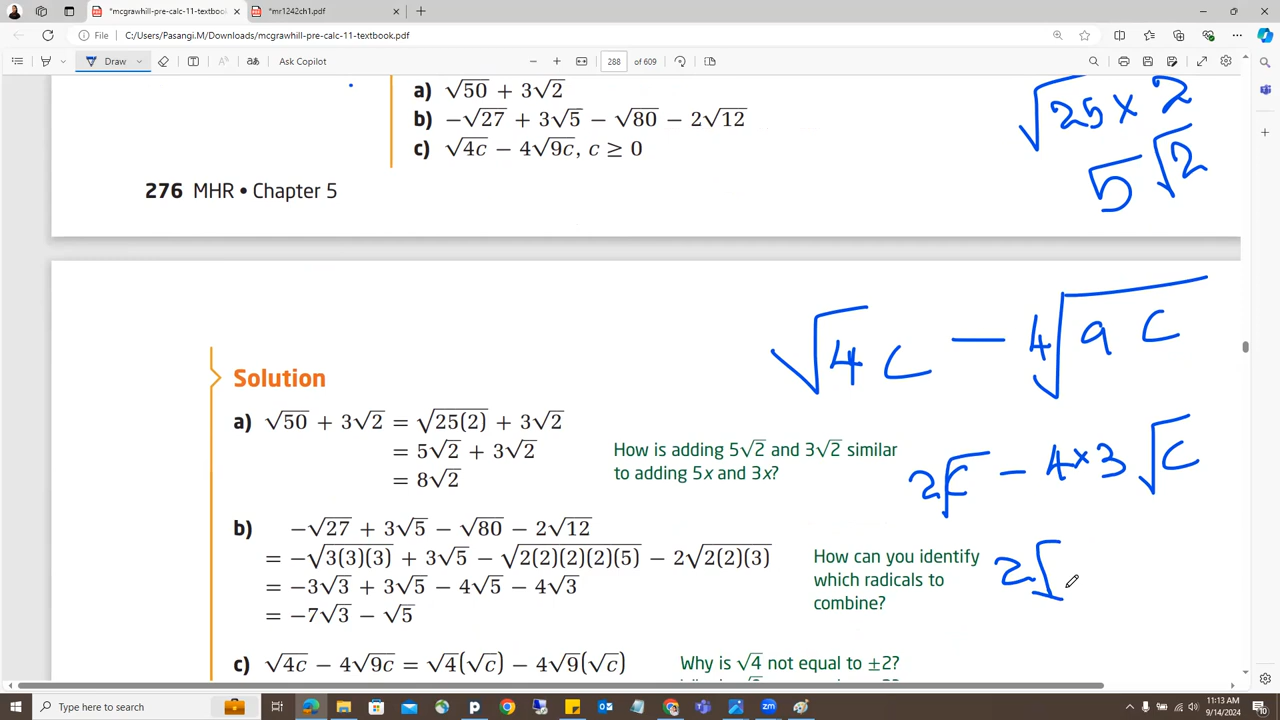 *mcgrawhill-pre-calc-11-textbook *mr1242ch1.pdf
File C:/Users/Pasangi.M/Downloads/mcgrawhill-pre-calc-11-textbook.pdf
Draw aあ Ask Copilot 288 of 609
a) √50 + 3√2
b) −√27 + 3√5 − √80 − 2√12
c) √4c − 4√9c, c ≥ 0
√25 × 2
5√2
276 MHR • Chapter 5
√4c − 4√9c
Solution
a) √50 + 3√2 = √25(2) + 3√2
= 5√2 + 3√2
= 8√2
How is adding 5√2 and 3√2 similar
to adding 5x and 3x?
2√c − 4×3√c
b) −√27 + 3√5 − √80 − 2√12
= −√3(3)(3) + 3√5 − √2(2)(2)(2)(5) − 2√2(2)(3)
= −3√3 + 3√5 − 4√5 − 4√3
= −7√3 − √5
How can you identify
which radicals to
combine?
2√
c) √4c − 4√9c = √4(√c) − 4√9(√c)
Why is √4 not equal to ±2?
Type here to search
11:13 AM
9/14/2024